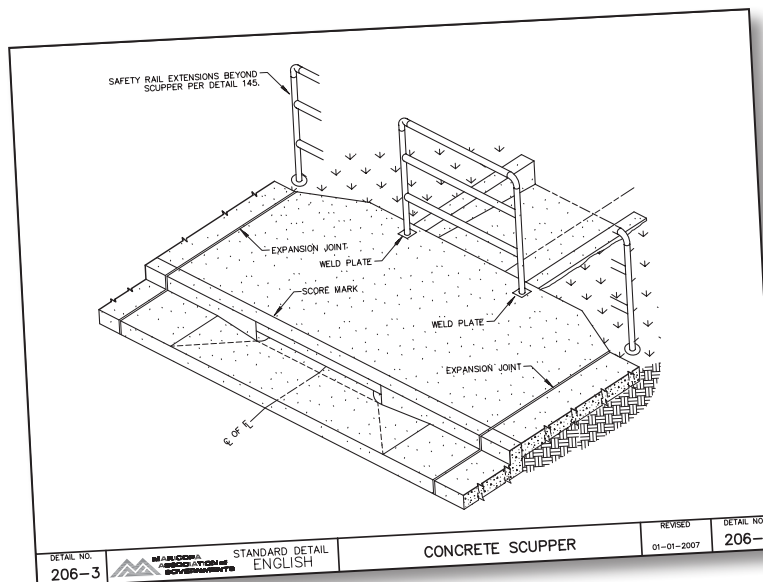 SAFETY RAIL EXTENSIONS BEYOND
SCUPPER PER DETAIL 145.
EXPANSION JOINT
WELD PLATE
SCORE MARK
WELD PLATE
EXPANSION JOINT
℄ OF
DETAIL NO.
206-3
MARICOPA
ASSOCIATION of
GOVERNMENTS
STANDARD DETAIL
ENGLISH
CONCRETE SCUPPER
REVISED
01-01-2007
DETAIL NO
206-